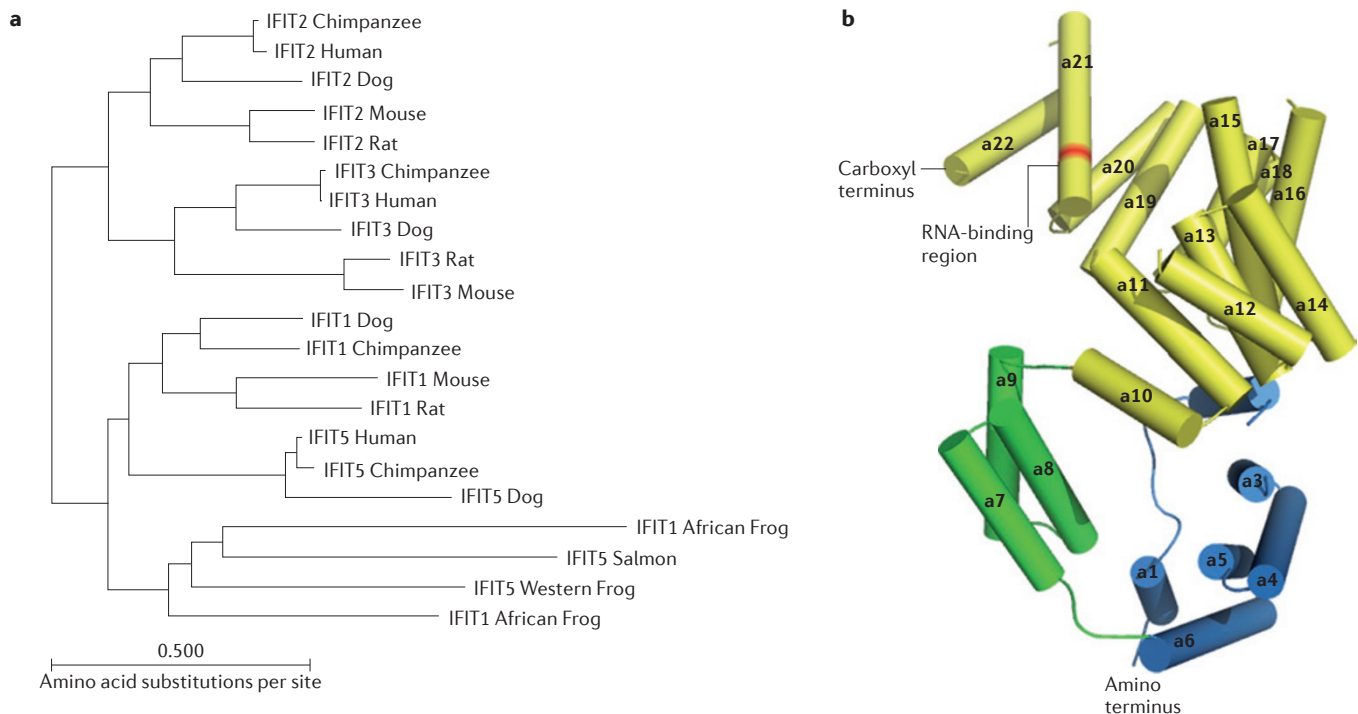 a
IFIT2 Chimpanzee
IFIT2 Human
IFIT2 Dog
IFIT2 Mouse
IFIT2 Rat
IFIT3 Chimpanzee
IFIT3 Human
IFIT3 Dog
IFIT3 Rat
IFIT3 Mouse
IFIT1 Dog
IFIT1 Chimpanzee
IFIT1 Mouse
IFIT1 Rat
IFIT5 Human
IFIT5 Chimpanzee
IFIT5 Dog
IFIT1 African Frog
IFIT5 Salmon
IFIT5 Western Frog
IFIT1 African Frog
0.500
Amino acid substitutions per site
b
a21
a22
a20
a19
a15
a17
a18
a16
a13
a11
a12
a14
Carboxyl
terminus
RNA-binding
region
a9
a10
a8
a7
a3
a5
a4
a1
a6
Amino
terminus